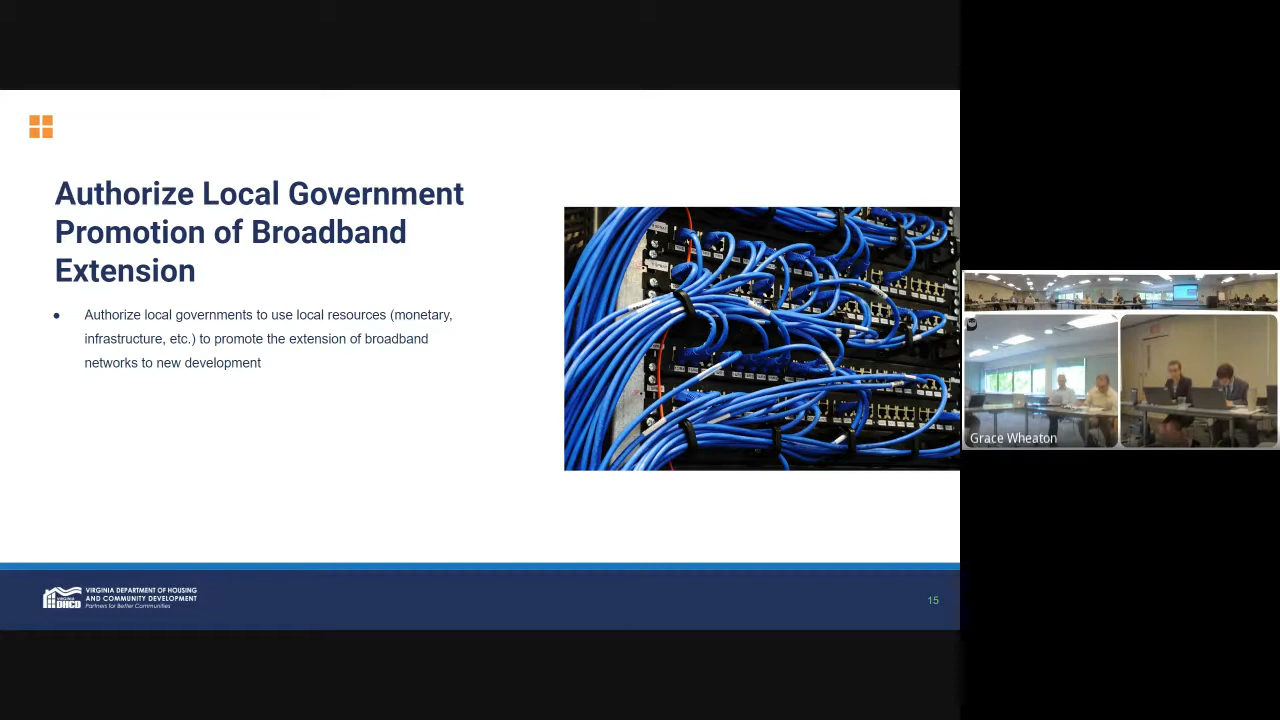 Authorize Local Government
Promotion of Broadband
Extension
● Authorize local governments to use local resources (monetary,
infrastructure, etc.) to promote the extension of broadband
networks to new development
VIRGINIA
DHCD
VIRGINIA DEPARTMENT OF HOUSING
AND COMMUNITY DEVELOPMENT
Partners for Better Communities
15
Grace Wheaton